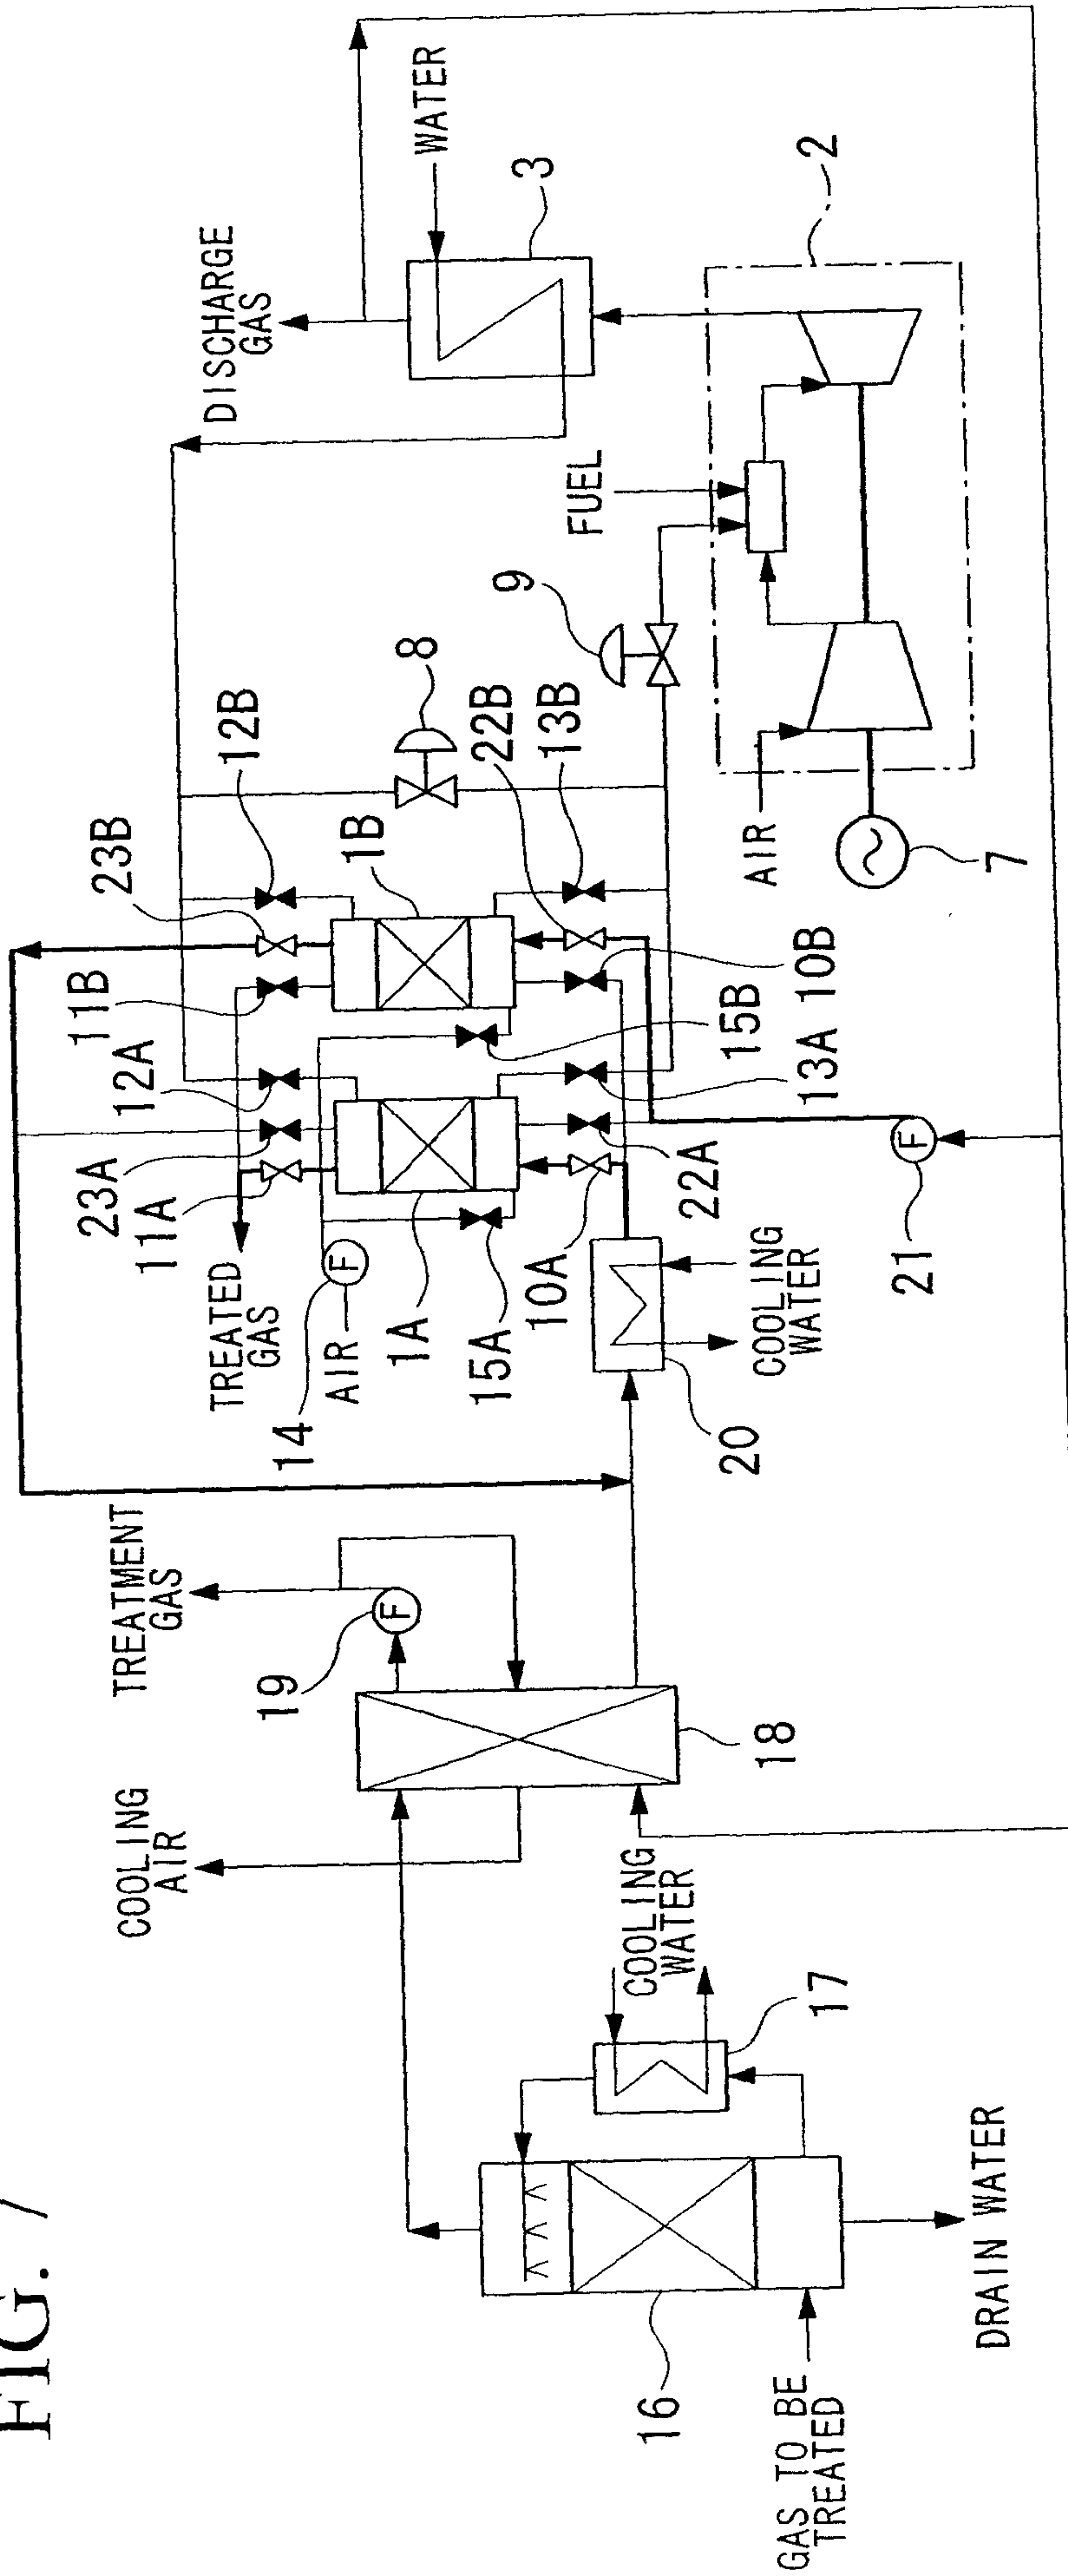 FIG. 7
DISCHARGE
GAS
WATER
3
2
FUEL
9
8
12B
22B
13B
23B
1B
AIR
7
11B
12A
10B
15B
13A
23A
11A
22A
TREATED
GAS
14
AIR
1A
15A
10A
COOLING
WATER
20
21
F
F
TREATMENT
GAS
19
F
18
COOLING
AIR
COOLING
WATER
17
16
GAS TO BE
TREATED
DRAIN WATER